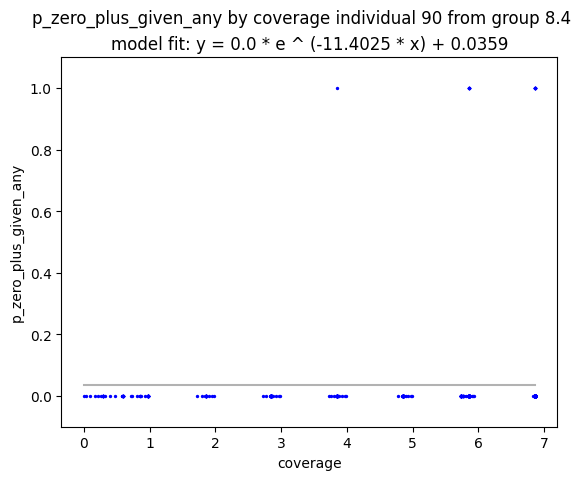 p_zero_plus_given_any by coverage individual 90 from group 8.4
model fit: y = 0.0 * e ^ (-11.4025 * x) + 0.0359
1.0
0.8
0.6
0.4
0.2
0.0
p_zero_plus_given_any
0 1 2 3 4 5 6 7
coverage